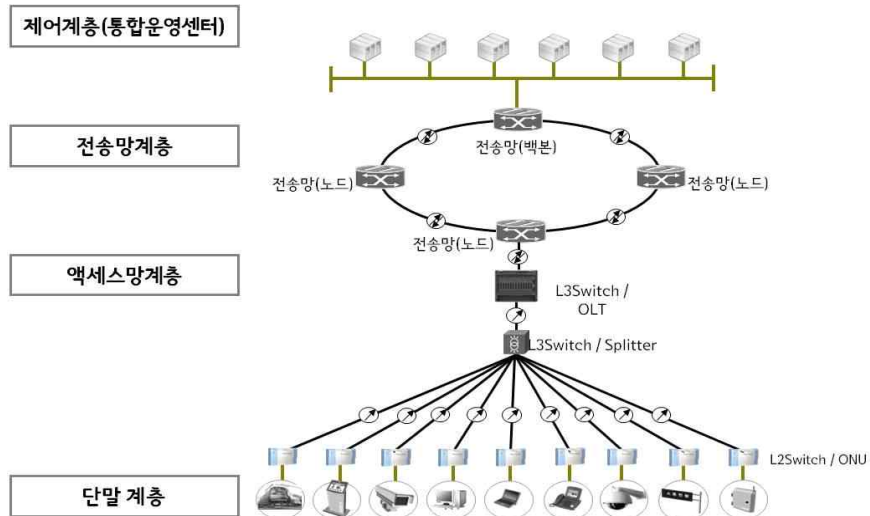 제어계층(통합운영센터)
전송망계층
전송망(백본)
전송망(노드)
전송망(노드)
전송망(노드)
액세스망계층
L3Switch /
OLT
L3Switch / Splitter
L2Switch / ONU
단말 계층